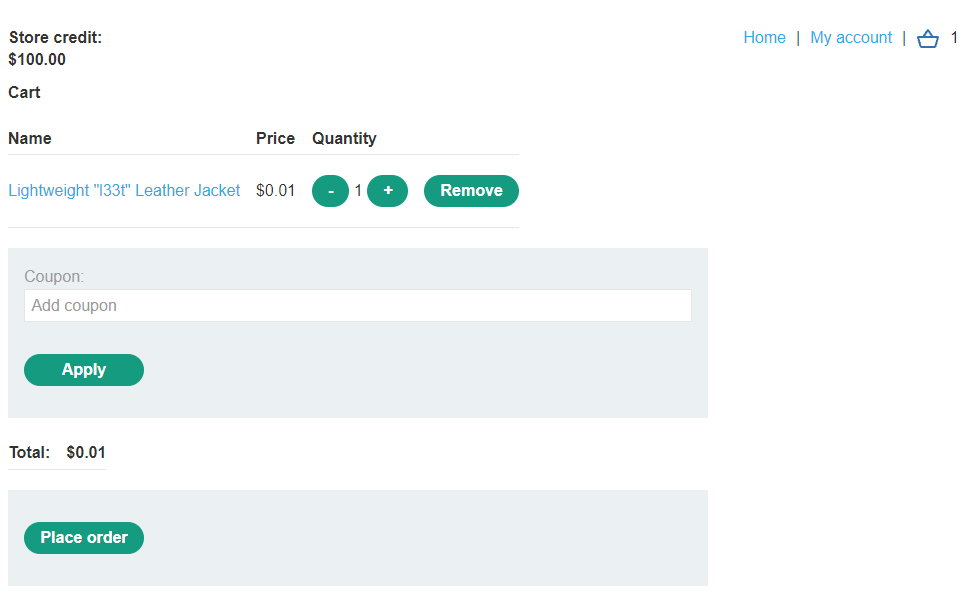 Store credit:
$100.00
Home | My account | 1
Cart
Name Price Quantity
Lightweight "l33t" Leather Jacket $0.01 - 1 + Remove
Coupon:
Add coupon
Apply
Total: $0.01
Place order